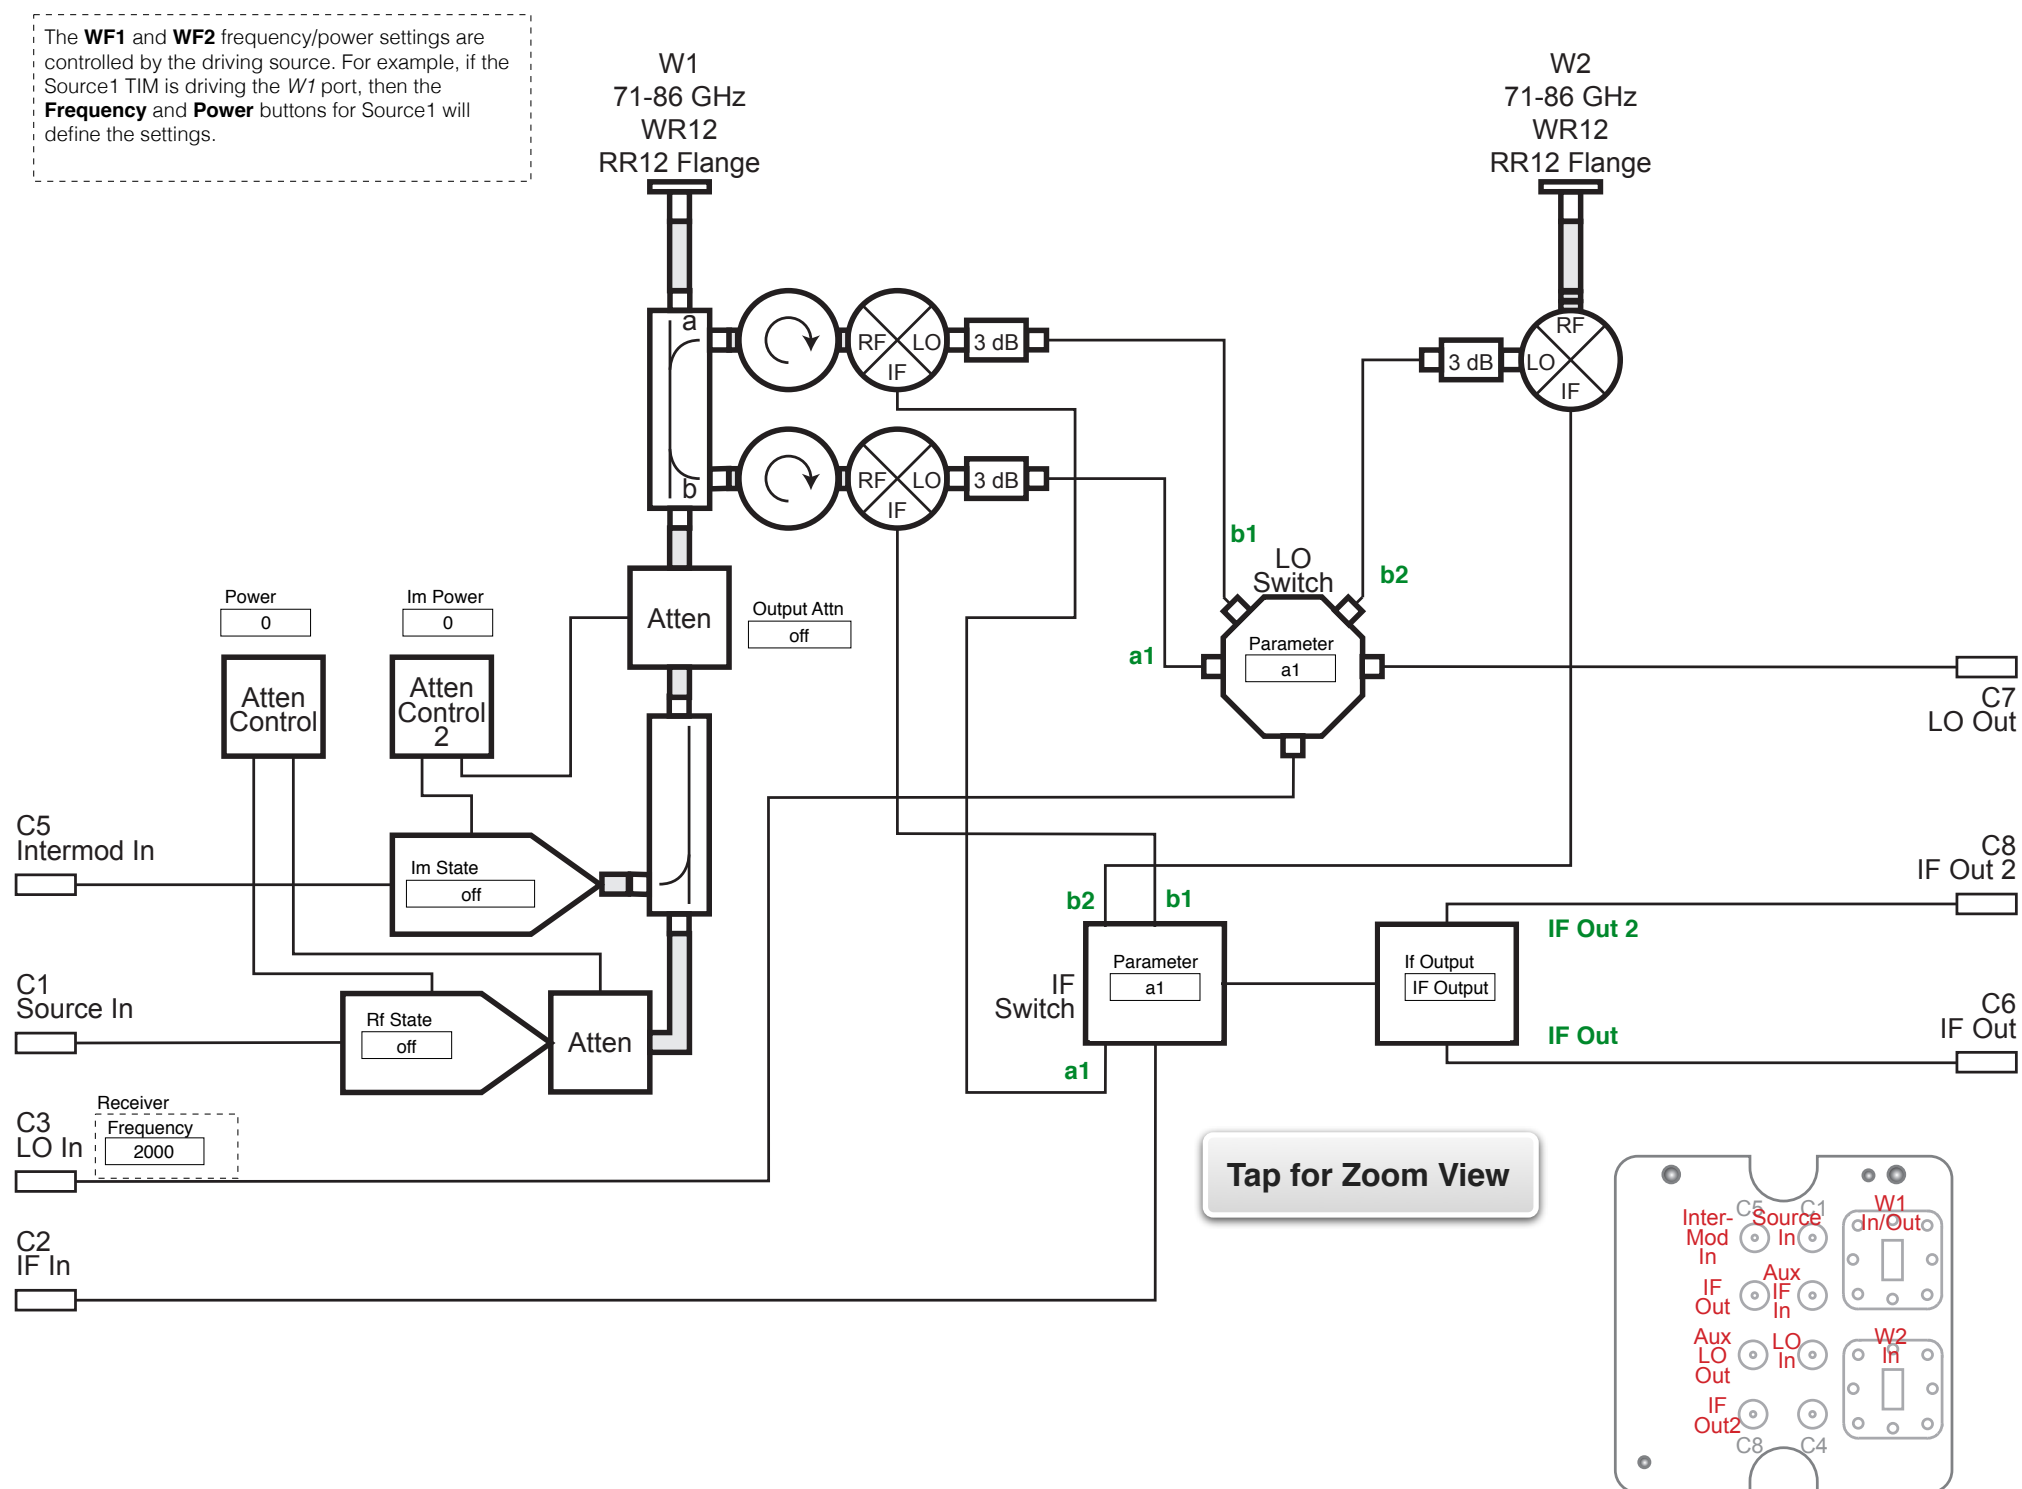 The WF1 and WF2 frequency/power settings are
controlled by the driving source. For example, if the
Source1 TIM is driving the W1 port, then the
Frequency and Power buttons for Source1 will
define the settings.
W1
71-86 GHz
WR12
RR12 Flange
W2
71-86 GHz
WR12
RR12 Flange
a
RF
LO
IF
3 dB
b
RF
LO
IF
3 dB
3 dB
RF
LO
IF
b1
b2
a1
LO
Switch
Parameter
a1
Power
0
Im Power
0
Atten
Output Attn
off
Atten
Control
Atten
Control
2
C7
LO Out
C5
Intermod In
Im State
off
C8
IF Out 2
b2
b1
IF Out 2
IF
Switch
Parameter
a1
If Output
IF Output
a1
IF Out
C6
IF Out
C1
Source In
Rf State
off
Atten
C3
LO In
Receiver
Frequency
2000
C2
IF In
Tap for Zoom View
C5
C1
Inter-
Mod
In
Source
In
W1
In/Out
IF
Out
Aux
IF
In
Aux
LO
Out
LO
In
W2
In
IF
Out2
C8
C4